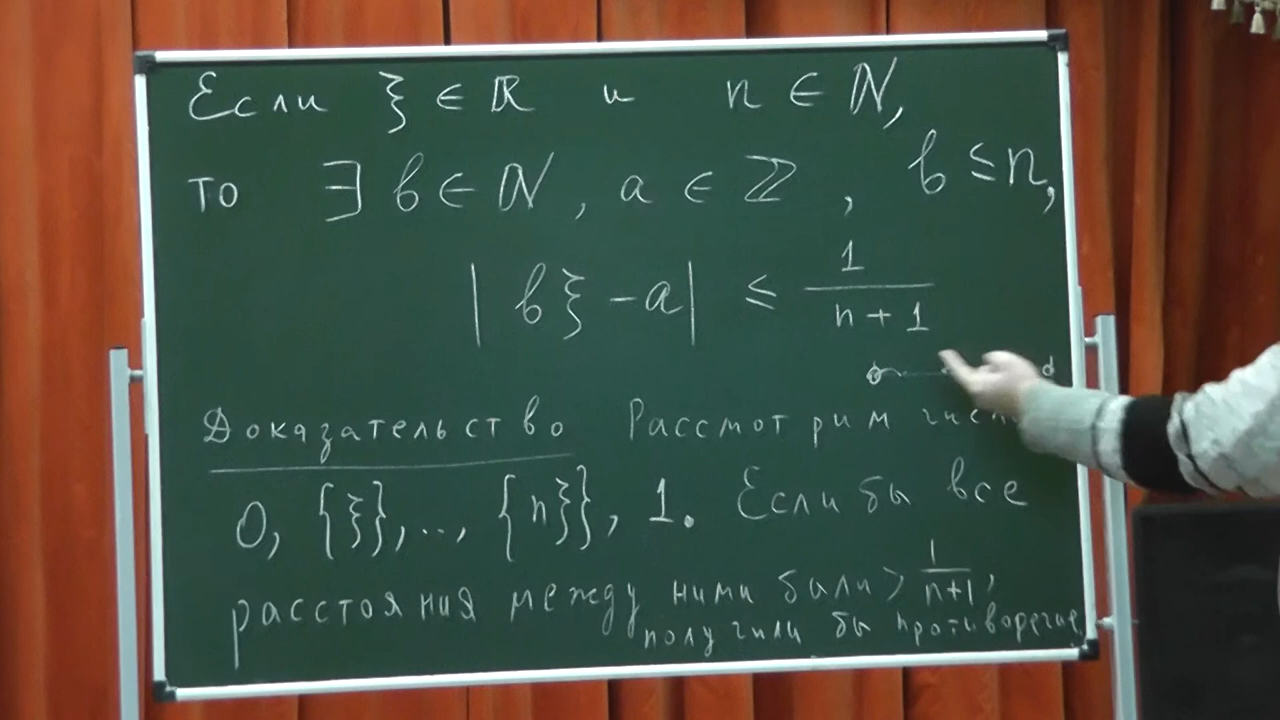 Если ξ ∈ ℝ и n ∈ ℕ,
то ∃ b ∈ ℕ, a ∈ ℤ, b ≤ n,
|bξ - a| ≤ 1/(n+1)
Доказательство Рассмотрим
0, {ξ}, .., {nξ}, 1. Если бы все
расстояния между ними были > 1/(n+1),
получили бы противоречие